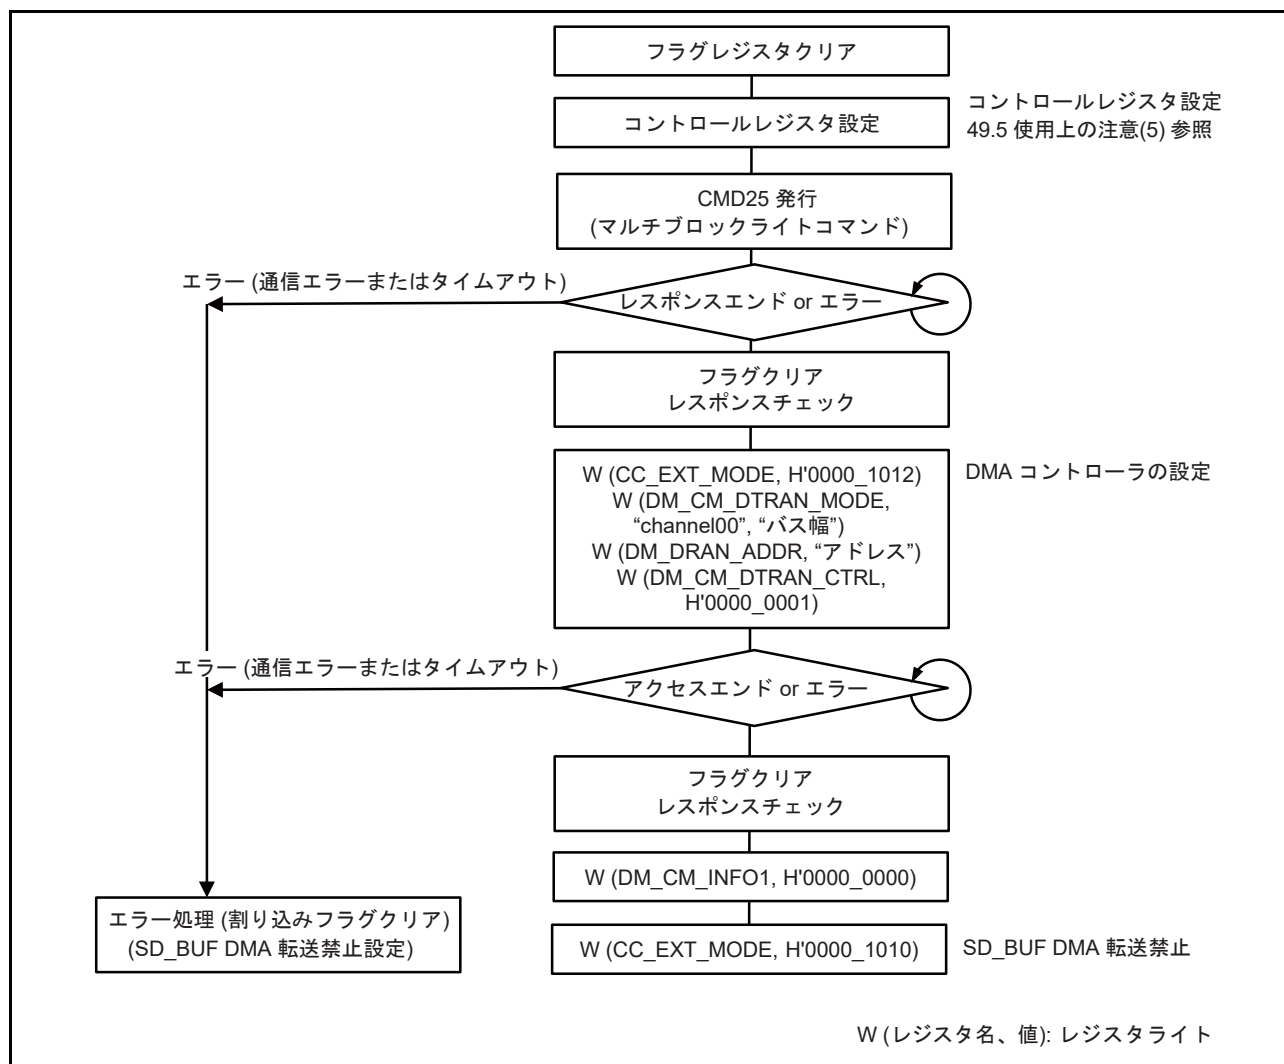 フラグレジスタクリア
コントロールレジスタ設定
コントロールレジスタ設定
49.5 使用上の注意(5) 参照
CMD25 発行
(マルチブロックライトコマンド)
エラー (通信エラーまたはタイムアウト)
レスポンスエンド or エラー
フラグクリア
レスポンスチェック
W (CC_EXT_MODE, H'0000_1012)
W (DM_CM_DTRAN_MODE,
“channel00”, “バス幅”)
W (DM_DRAN_ADDR, “アドレス”)
W (DM_CM_DTRAN_CTRL,
H'0000_0001)
DMA コントローラの設定
エラー (通信エラーまたはタイムアウト)
アクセスエンド or エラー
フラグクリア
レスポンスチェック
W (DM_CM_INFO1, H'0000_0000)
エラー処理 (割り込みフラグクリア)
(SD_BUF DMA 転送禁止設定)
W (CC_EXT_MODE, H'0000_1010)
SD_BUF DMA 転送禁止
W (レジスタ名、値): レジスタライト